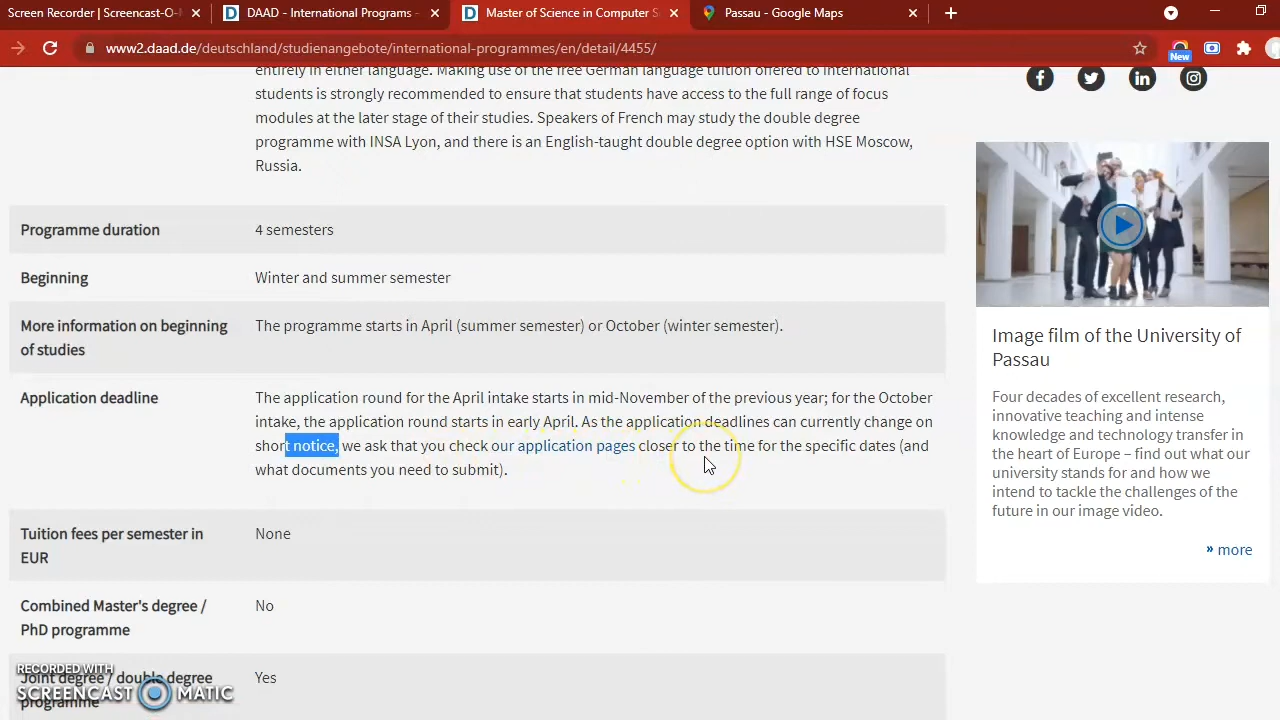 Screen Recorder | Screencast-O-
DAAD - International Programes -
Master of Science in Computer S
Passau - Google Maps
www2.daad.de/deutschland/studienangebote/international-programmes/en/detail/4455/
New
entirely in either language. Making use of the free German language tuition offered to international
students is strongly recommended to ensure that students have access to the full range of focus
modules at the later stage of their studies. Speakers of French may study the double degree
programme with INSA Lyon, and there is an English-taught double degree option with HSE Moscow,
Russia.
Programme duration
4 semesters
Beginning
Winter and summer semester
More information on beginning
of studies
The programme starts in April (summer semester) or October (winter semester).
Application deadline
The application round for the April intake starts in mid-November of the previous year; for the October
intake, the application round starts in early April. As the application deadlines can currently change on
short notice, we ask that you check our application pages closer to the time for the specific dates (and
what documents you need to submit).
Tuition fees per semester in
EUR
None
Combined Master's degree /
PhD programme
No
Joint degree / double degree
programme
Yes
Image film of the University of
Passau
Four decades of excellent research,
innovative teaching and intense
knowledge and technology transfer in
the heart of Europe – find out what our
university stands for and how we
intend to tackle the challenges of the
future in our image video.
» more
RECORDED WITH
SCREENCAST MATIC